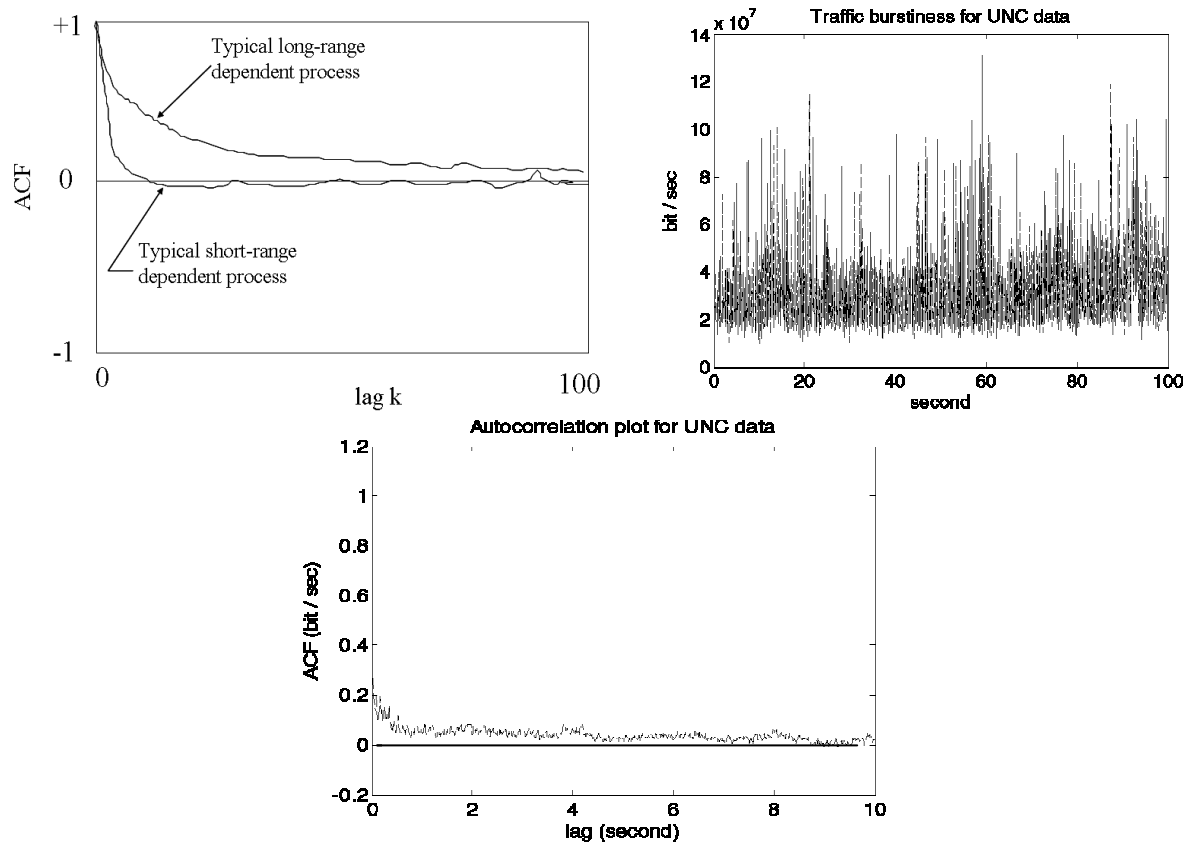 +1
Typical long-range
dependent process
ACF
0
Typical short-range
dependent process
-1
0
100
lag k
Traffic burstiness for UNC data
x 10^7
14
12
10
8
6
4
2
0
bit / sec
0 20 40 60 80 100
second
Autocorrelation plot for UNC data
1.2
1
0.8
0.6
0.4
0.2
0
-0.2
ACF (bit / sec)
0 2 4 6 8 10
lag (second)